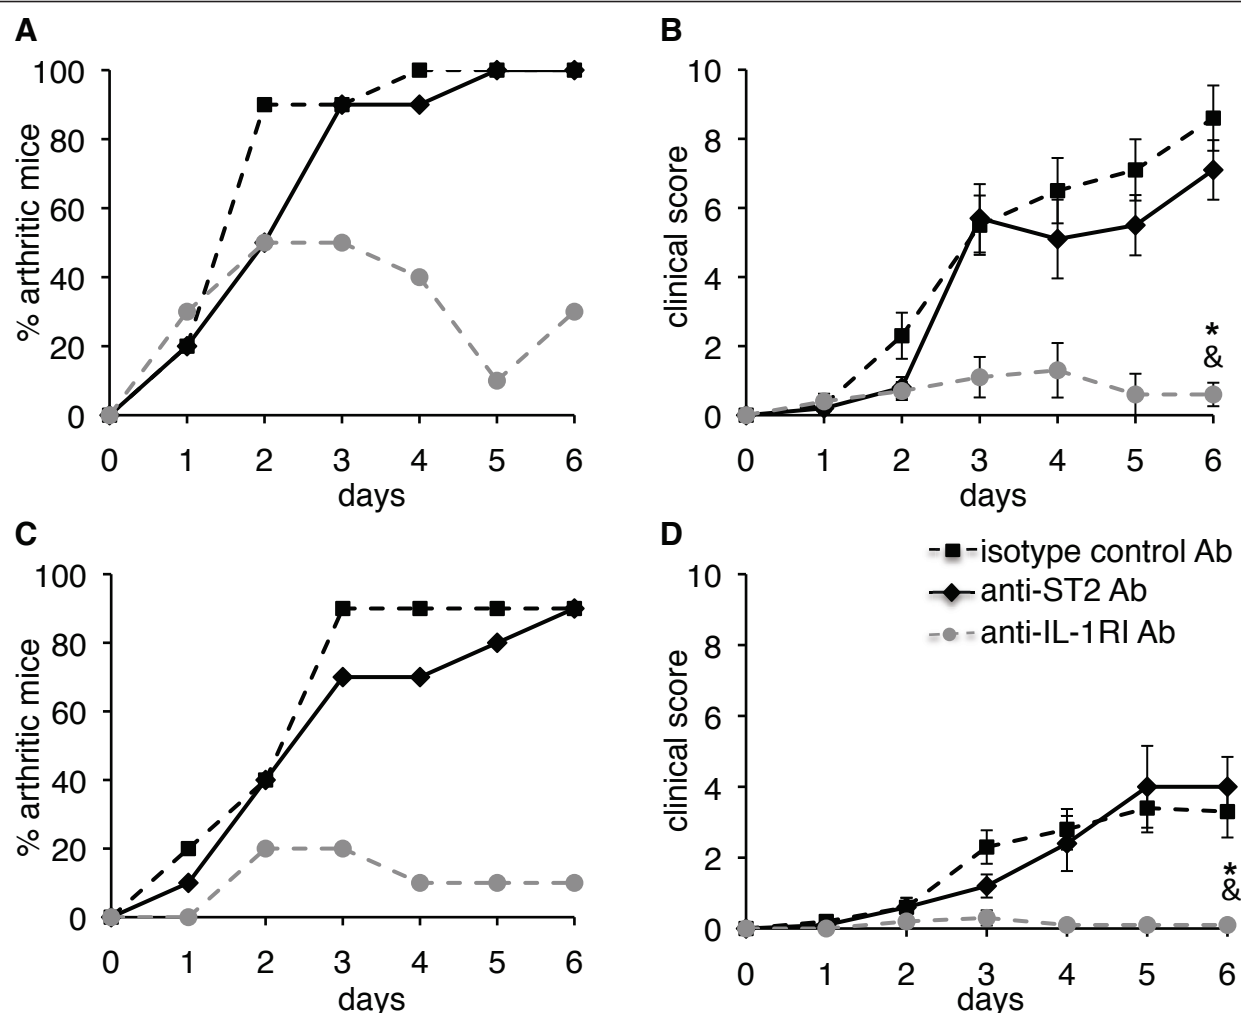 A
100
80
60
40
20
0
% arthritic mice
0 1 2 3 4 5 6
days
B
10
8
6
4
2
0
clinical score
*
&
0 1 2 3 4 5 6
days
C
100
80
60
40
20
0
% arthritic mice
0 1 2 3 4 5 6
days
D
isotype control Ab
anti-ST2 Ab
anti-IL-1RI Ab
10
8
6
4
2
0
clinical score
*
&
0 1 2 3 4 5 6
days